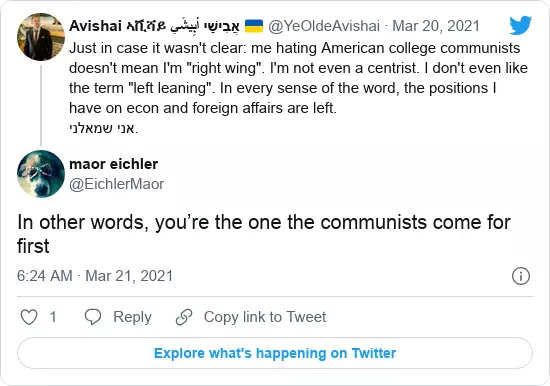 Avishai አቪሻይ אֲבִישַׁי أَبِيشَي 🇺🇦 @YeOldeAvishai · Mar 20, 2021
Just in case it wasn't clear: me hating American college communists
doesn't mean I'm "right wing". I'm not even a centrist. I don't even like
the term "left leaning". In every sense of the word, the positions I
have on econ and foreign affairs are left.
אני שמאלני.
maor eichler
@EichlerMaor
In other words, you’re the one the communists come for
first
6:24 AM · Mar 21, 2021
1 Reply Copy link to Tweet
Explore what's happening on Twitter